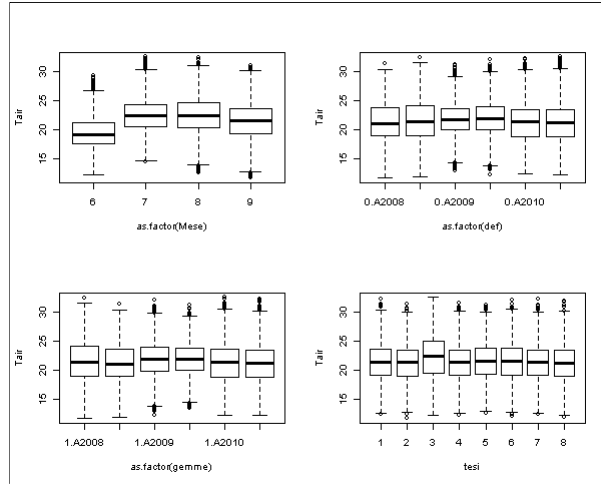 Tair
30
25
20
15
6 7 8 9
as.factor(Mese)
Tair
30
25
20
15
0.A2008 0.A2009 0.A2010
as.factor(def)
Tair
30
25
20
15
1.A2008 1.A2009 1.A2010
as.factor(gemme)
Tair
30
25
20
15
1 2 3 4 5 6 7 8
tesi